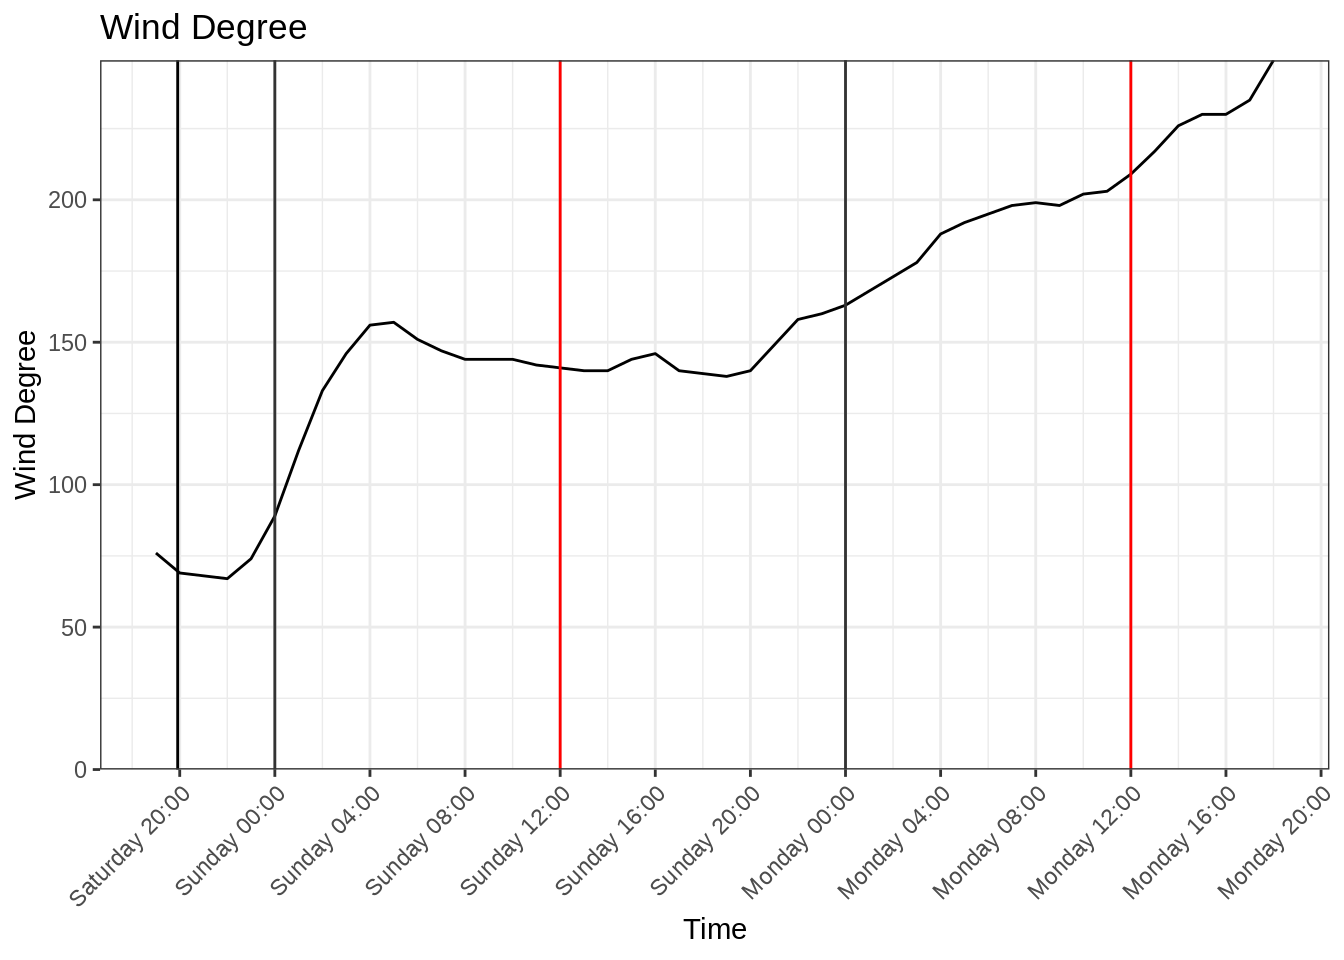 Wind Degree
Wind Degree
200
150
100
50
0
Saturday 20:00
Sunday 00:00
Sunday 04:00
Sunday 08:00
Sunday 12:00
Sunday 16:00
Sunday 20:00
Monday 00:00
Monday 04:00
Monday 08:00
Monday 12:00
Monday 16:00
Monday 20:00
Time